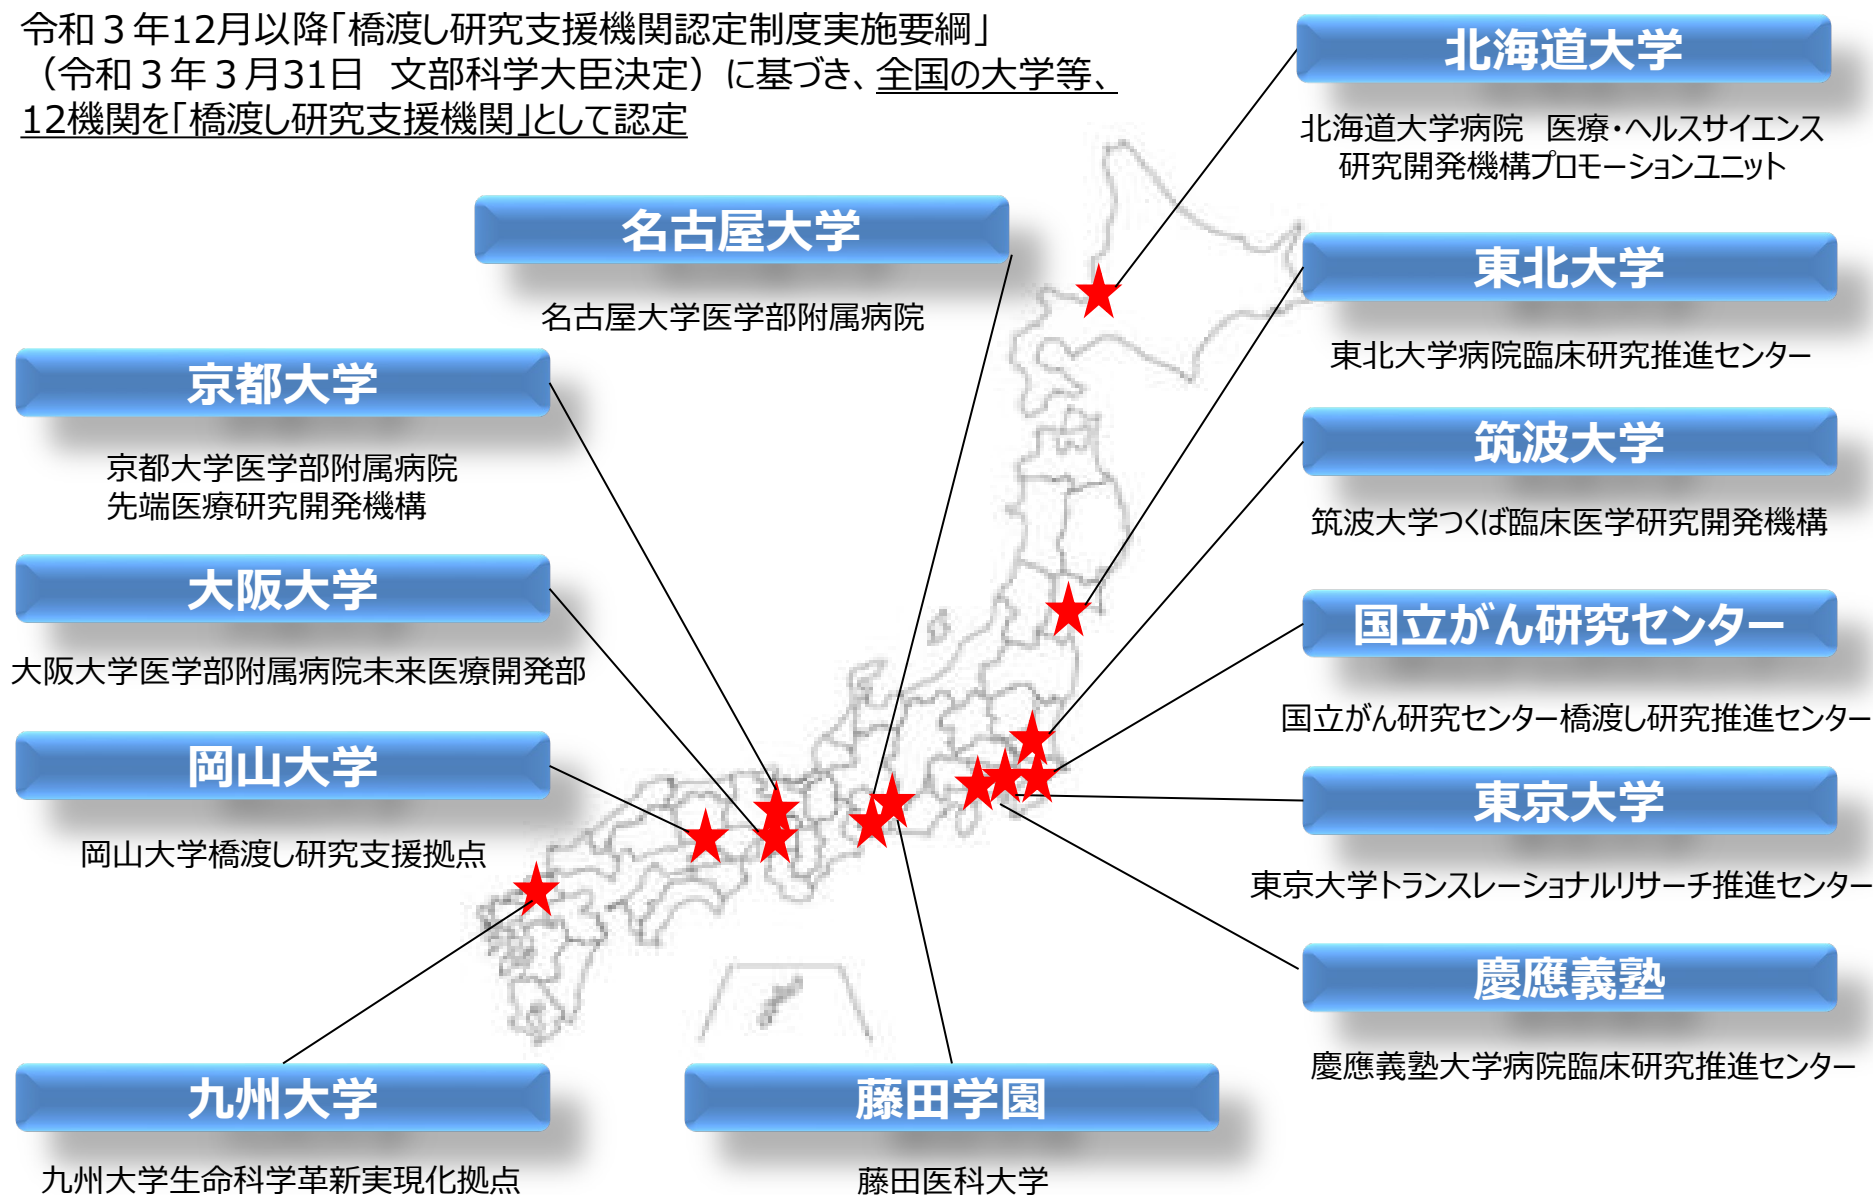 令和３年12月以降「橋渡し研究支援機関認定制度実施要綱」
（令和３年３月31日　文部科学大臣決定）に基づき、全国の大学等、
12機関を「橋渡し研究支援機関」として認定
北海道大学
北海道大学病院　医療・ヘルスサイエンス
研究開発機構プロモーションユニット
名古屋大学
名古屋大学医学部附属病院
東北大学
東北大学病院臨床研究推進センター
京都大学
京都大学医学部附属病院
先端医療研究開発機構
筑波大学
筑波大学つくば臨床医学研究開発機構
大阪大学
大阪大学医学部附属病院未来医療開発部
国立がん研究センター
国立がん研究センター橋渡し研究推進センター
岡山大学
岡山大学橋渡し研究支援拠点
東京大学
東京大学トランスレーショナルリサーチ推進センター
慶應義塾
慶應義塾大学病院臨床研究推進センター
九州大学
九州大学生命科学革新実現化拠点
藤田学園
藤田医科大学